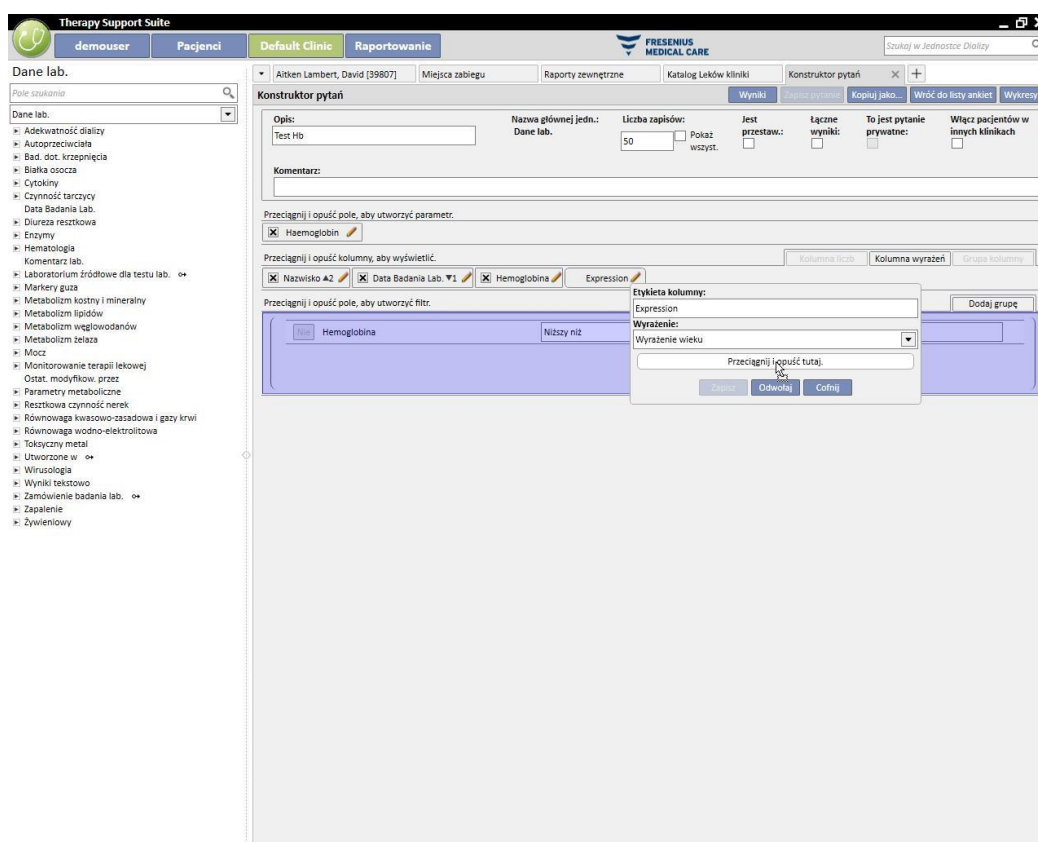 Therapy Support Suite
demouser
Pacjenci
Default Clinic
Raportowanie
FRESENIUS
MEDICAL CARE
Szukaj w Jednostce Dializy
Dane lab.
Pole szukania
Dane lab.
Adekwatność dializy
Autoprzeciwciała
Bad. dot. krzepnięcia
Białka osocza
Cytokiny
Czynność tarczycy
Data Badania Lab.
Diureza resztkowa
Enzymy
Hematologia
Komentarz lab.
Laboratorium źródłowe dla testu lab.
Markery guza
Metabolizm kostny i mineralny
Metabolizm lipidów
Metabolizm węglowodanów
Metabolizm żelaza
Mocz
Monitorowanie terapii lekowej
Ostat. modyfikow. przez
Parametry metaboliczne
Resztkowa czynność nerek
Równowaga kwasowo-zasadowa i gazy krwi
Równowaga wodno-elektrolitowa
Toksyczny metal
Utworzone w
Wirusologia
Wyniki tekstowo
Zamówienie badania lab.
Zapalenie
Żywieniowy
Aitken Lambert, David [39807]
Miejsca zabiegu
Raporty zewnętrzne
Katalog Leków kliniki
Konstruktor pytań
Konstruktor pytań
Wyniki
Zapisz pytanie
Kopiuj jako...
Wróć do listy ankiet
Wykresy
Opis:
Test Hb
Nazwa głównej jedn.:
Dane lab.
Liczba zapisów:
50
Pokaż
wszyst.
Jest
przestaw.:
Łączne
wyniki:
To jest pytanie
prywatne:
Włącz pacjentów w
innych klinikach
Komentarz:
Przeciągnij i opuść pole, aby utworzyć parametr.
Haemoglobin
Przeciągnij i opuść kolumny, aby wyświetlić.
Kolumna liczb
Kolumna wyrażeń
Grupa kolumny
Nazwisko ▲2
Data Badania Lab. ▼1
Hemoglobina
Expression
Przeciągnij i opuść pole, aby utworzyć filtr.
Dodaj grupę
Nie
Hemoglobina
Niższy niż
Etykieta kolumny:
Expression
Wyrażenie:
Wyrażenie wieku
Przeciągnij i opuść tutaj.
Zapisz
Odwołaj
Cofnij